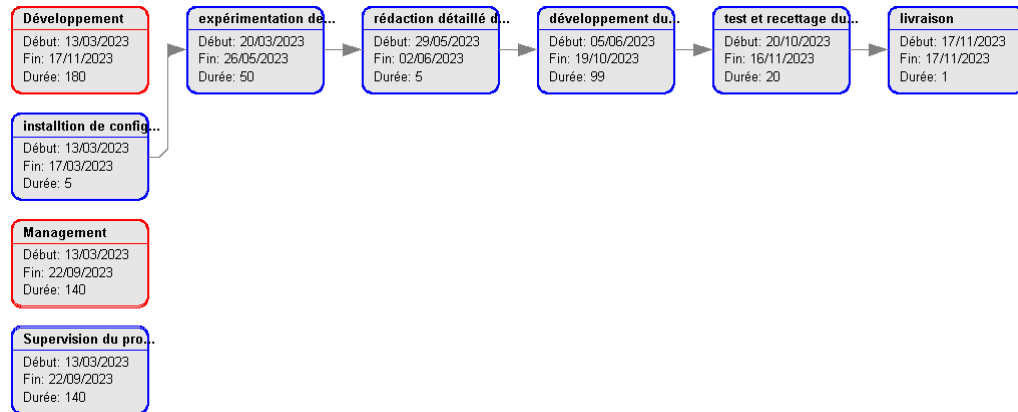 Développement
Début: 13/03/2023
Fin: 17/11/2023
Durée: 180
expérimentation de...
Début: 20/03/2023
Fin: 26/05/2023
Durée: 50
rédaction détaillé d...
Début: 29/05/2023
Fin: 02/06/2023
Durée: 5
développement du...
Début: 05/06/2023
Fin: 19/10/2023
Durée: 99
test et recettage du...
Début: 20/10/2023
Fin: 16/11/2023
Durée: 20
livraison
Début: 17/11/2023
Fin: 17/11/2023
Durée: 1
installtion de config...
Début: 13/03/2023
Fin: 17/03/2023
Durée: 5
Management
Début: 13/03/2023
Fin: 22/09/2023
Durée: 140
Supervision du pro...
Début: 13/03/2023
Fin: 22/09/2023
Durée: 140